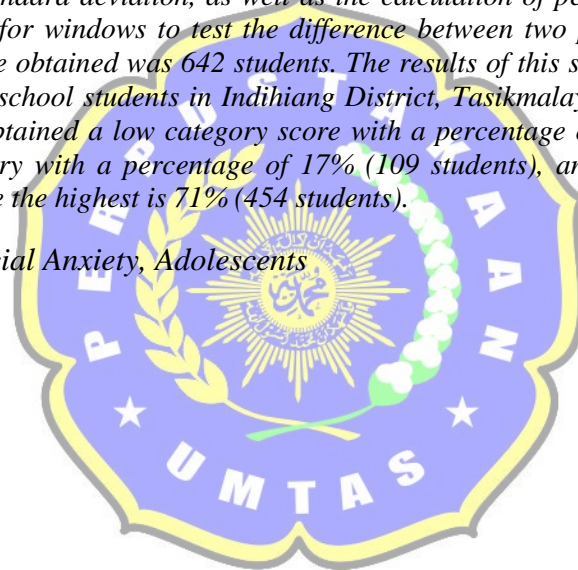 ndard deviation, as well as the calculation of pe
for windows to test the difference between two p
e obtained was 642 students. The results of this s
school students in Indihiang District, Tasikmalay
btained a low category score with a percentage
ry with a percentage of 17% (109 students), an
e the highest is 71% (454 students).
cial Anxiety, Adolescents
PERPUSTAKAAN
UMTAS